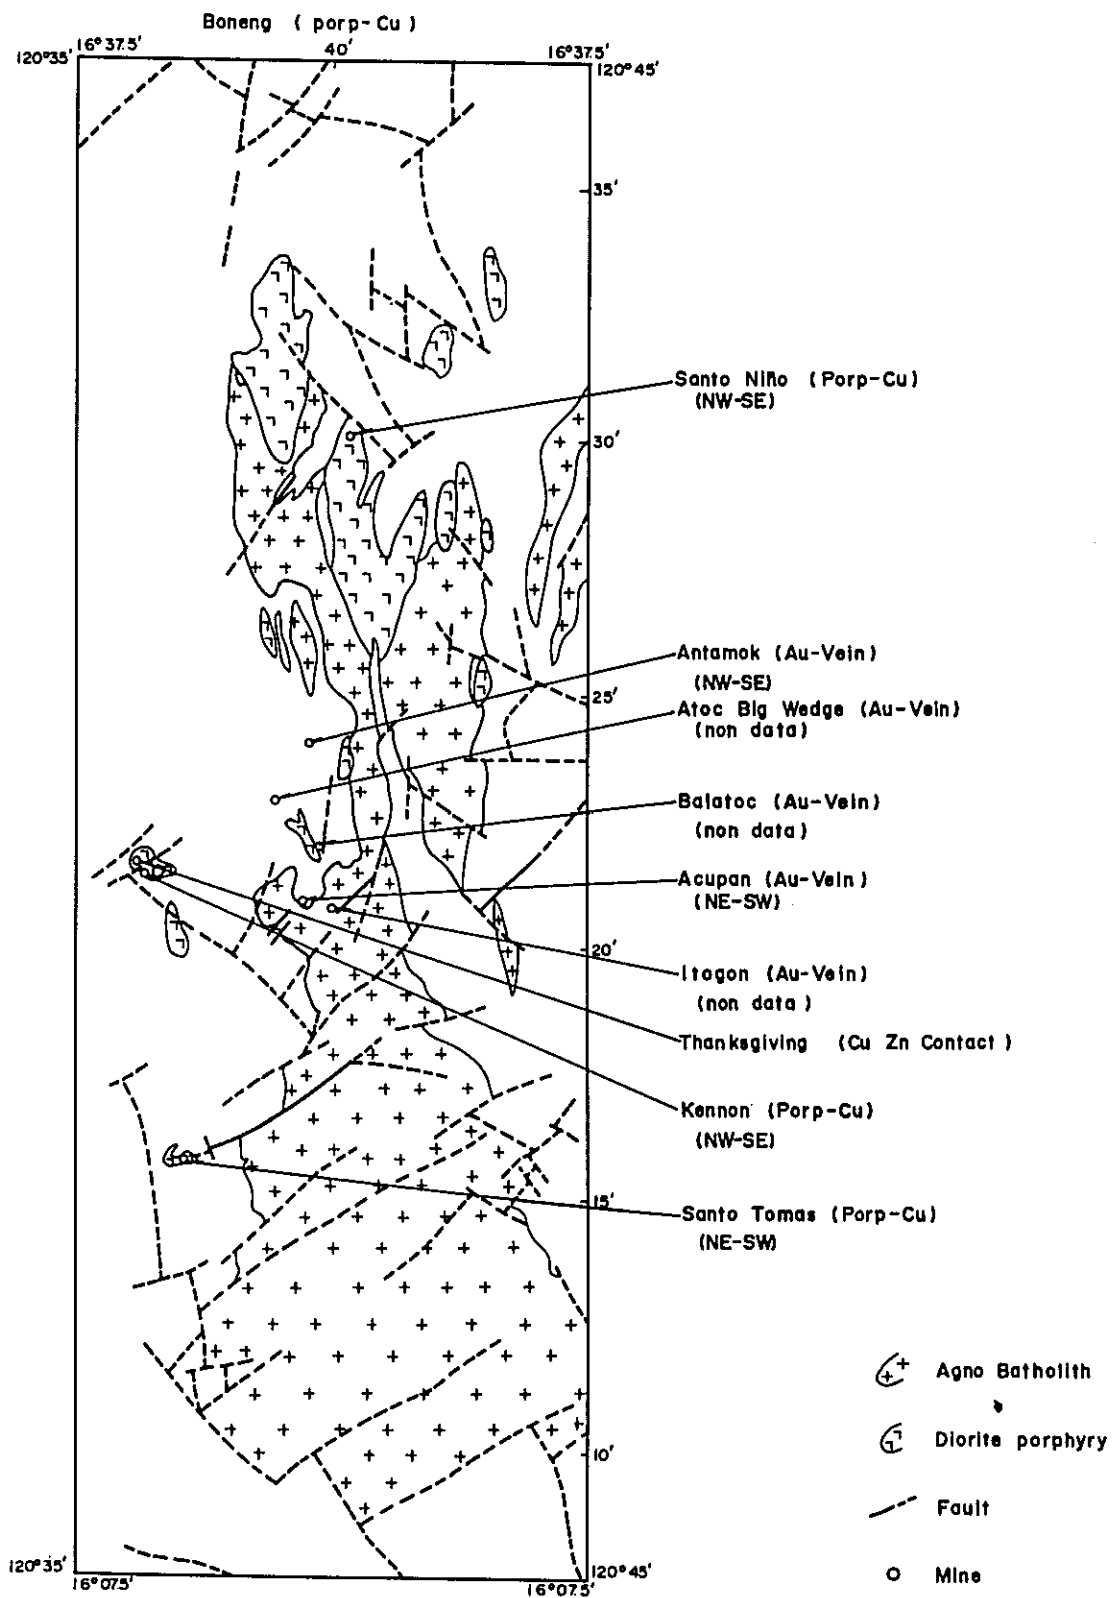 Boneng ( porp-Cu)
120°35'
16°37.5'
40'
16°37.5'
120°45'
35'
Santo Niño (Porp-Cu)
(NW-SE)
30'
Antamok (Au-Vein)
(NW-SE)
25'
Atoc Big Wedge (Au-Vein)
(non data)
Balatoc (Au-Vein)
(non data)
Acupan (Au-Vein)
(NE-SW)
20'
Itogon (Au-Vein)
(non data )
Thanksgiving (Cu Zn Contact )
Kennon (Porp-Cu)
(NW-SE)
15'
Santo Tomas (Porp-Cu)
(NE-SW)
Agno Batholith
Diorite porphyry
10'
Fault
120°35'
120°45'
Mine
16°07.5'
16°07.5'